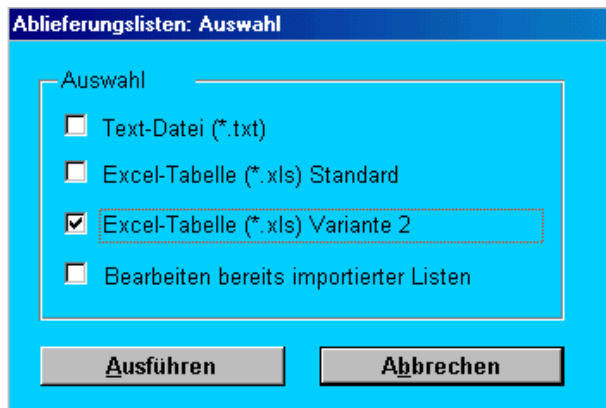 Ablieferungslisten: Auswahl
Auswahl
Text-Datei (*.txt)
Excel-Tabelle (*.xls) Standard
Excel-Tabelle (*.xls) Variante 2
Bearbeiten bereits importierter Listen
Ausführen
Abbrechen